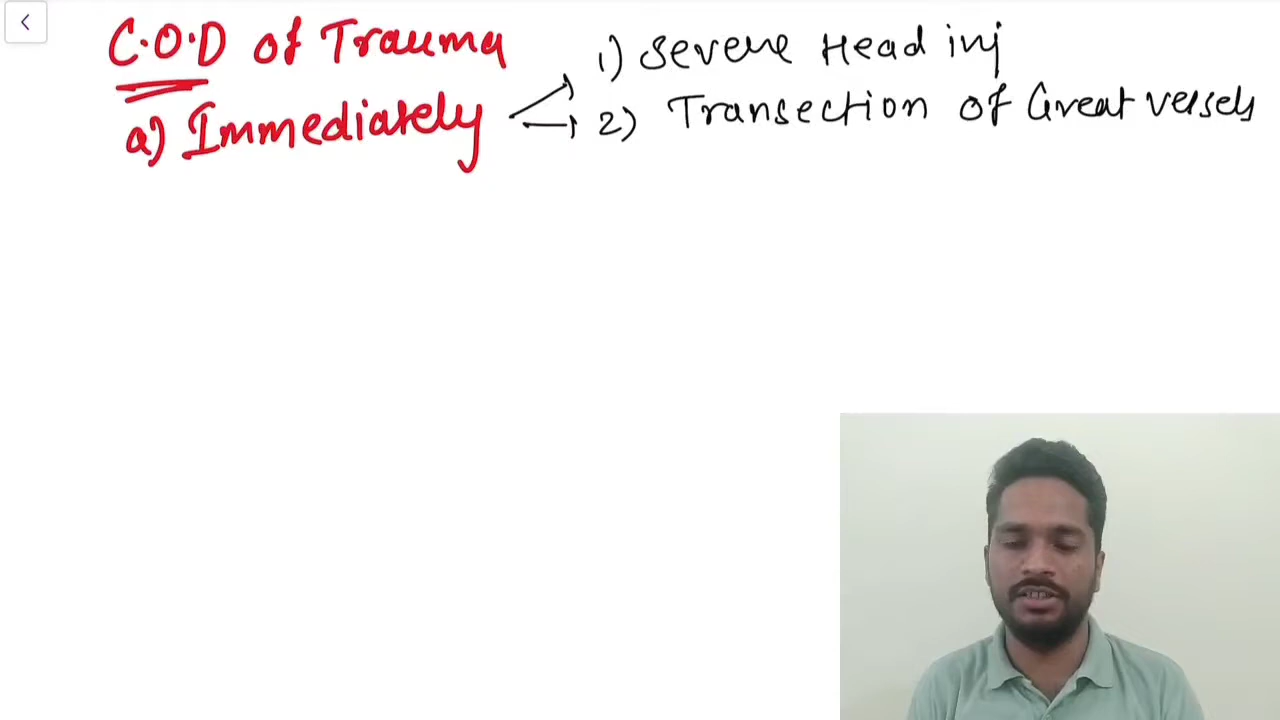 C.O.D of Trauma
a) Immediately
1) Severe Head inj
2) Transection of Great vessels